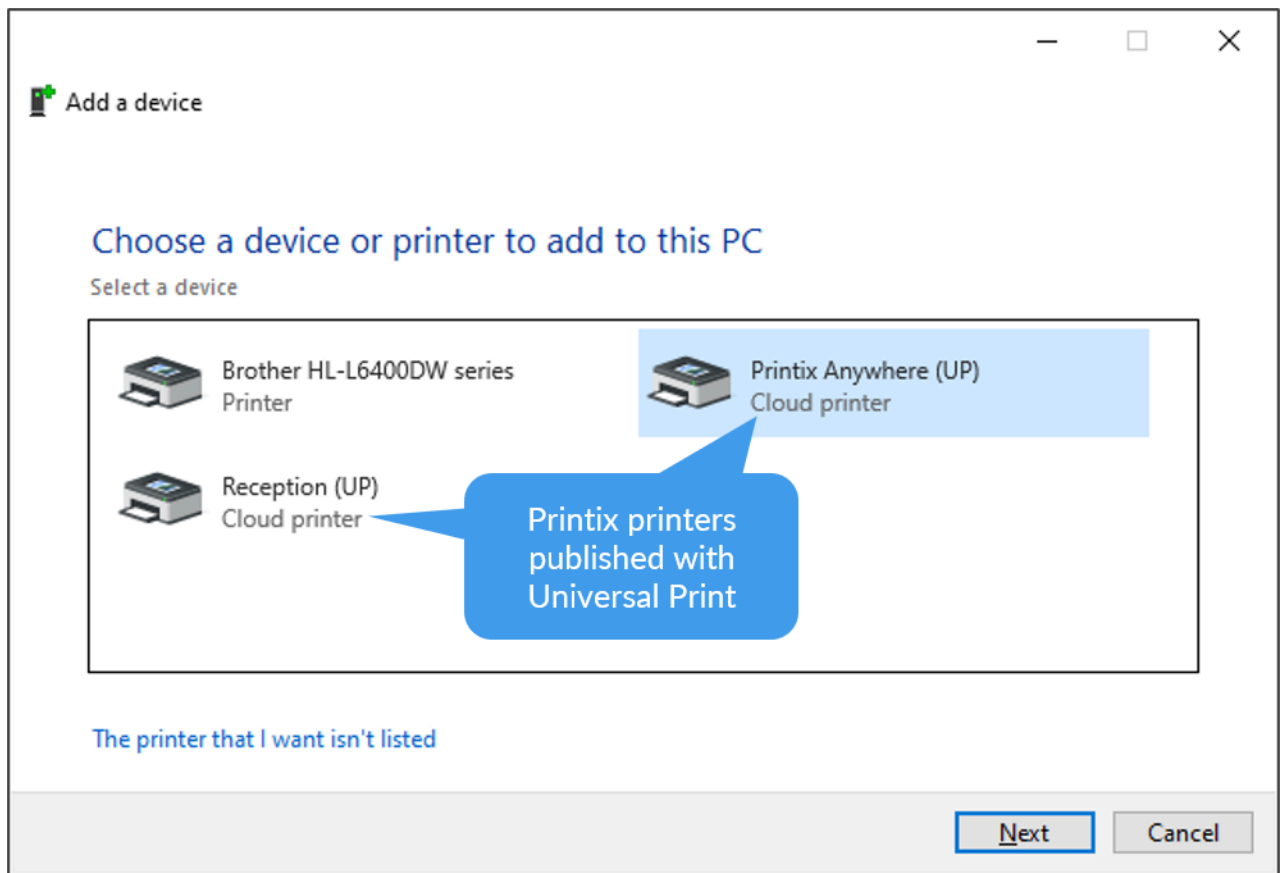 Add a device
Choose a device or printer to add to this PC
Select a device
Brother HL-L6400DW series
Printer
Printix Anywhere (UP)
Cloud printer
Reception (UP)
Cloud printer
Printix printers
published with
Universal Print
The printer that I want isn't listed
Next
Cancel